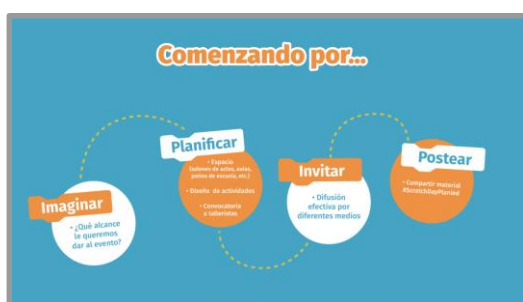 Comenzando por...
Imaginar
• ¿Qué alcance
le queremos
dar al evento?
Planificar
• Espacio
(salones de actos, aulas,
patios de escuela, etc.)
• Diseño de actividades
• Convocatoria
a talleristas
Invitar
• Difusión
efectiva por
diferentes medios
Postear
• Compartir material
#ScratchDayPlanied